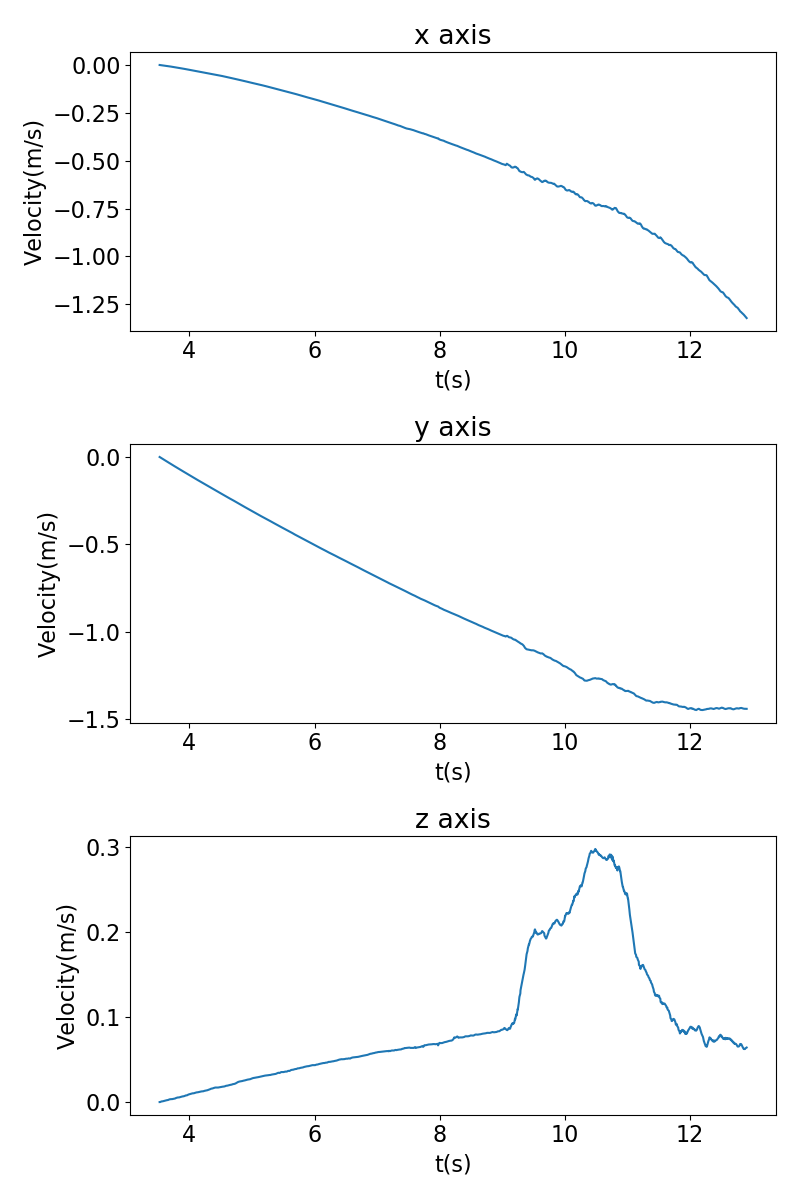 x axis
0.00
−0.25
−0.50
−0.75
−1.00
−1.25
Velocity(m/s)
4 6 8 10 12
t(s)
y axis
0.0
−0.5
−1.0
−1.5
Velocity(m/s)
4 6 8 10 12
t(s)
z axis
0.3
0.2
0.1
0.0
Velocity(m/s)
4 6 8 10 12
t(s)